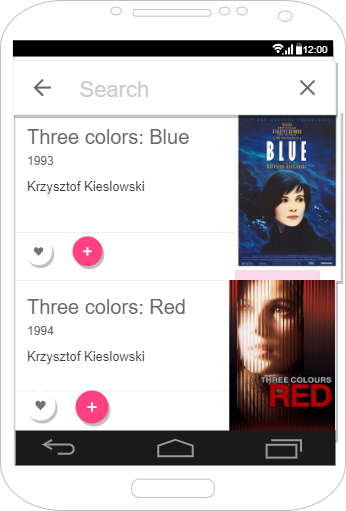 12:00
Search
Three colors: Blue
1993
Krzysztof Kieslowski
BLUE
Three colors: Red
1994
Krzysztof Kieslowski
THREE COLOURS
RED